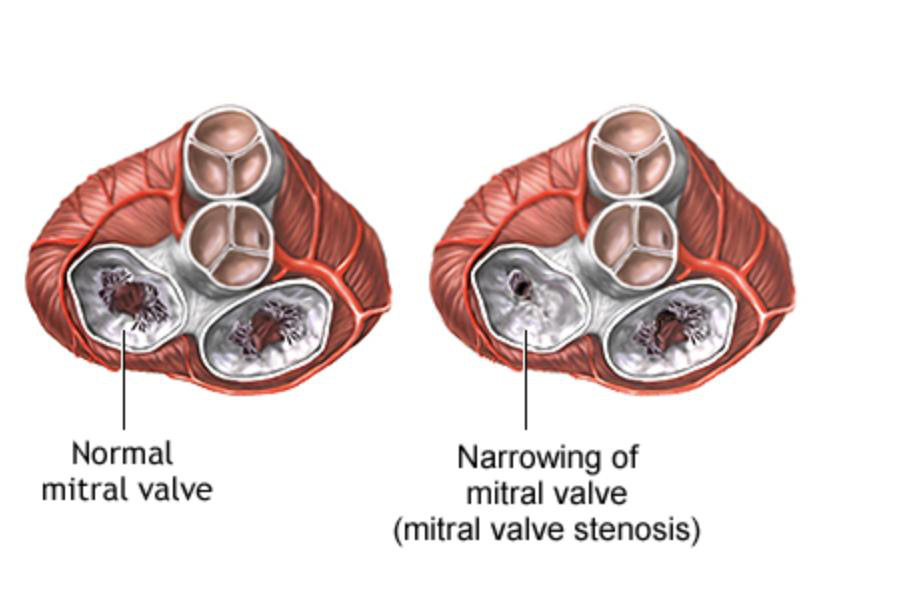 Normal
mitral valve
Narrowing of
mitral valve
(mitral valve stenosis)